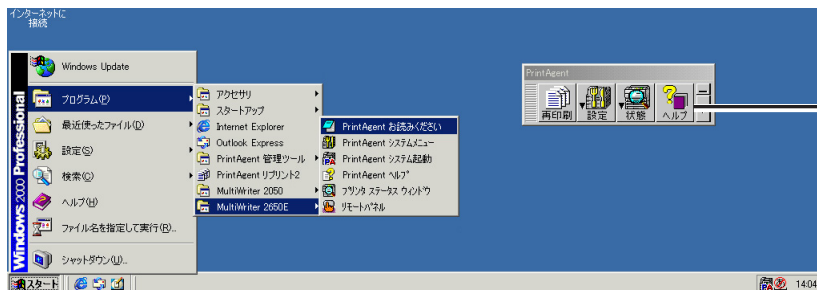 インターネットに
接続
Windows Update
プログラム(P)
最近使ったファイル(D)
設定(S)
検索(C)
ヘルプ(H)
ファイル名を指定して実行(R)...
シャットダウン(U)...
Windows 2000 Professional
アクセサリ
スタートアップ
Internet Explorer
Outlook Express
PrintAgent 管理ツール
PrintAgent リプリント2
MultiWriter 2050
MultiWriter 2650E
PrintAgent お読みください
PrintAgent システムメニュー
PrintAgent システム起動
PrintAgent ヘルプ
プリンタ ステータス ウィンドウ
リモートパネル
PrintAgent
再印刷
設定
状態
ヘルプ
スタート
14:04